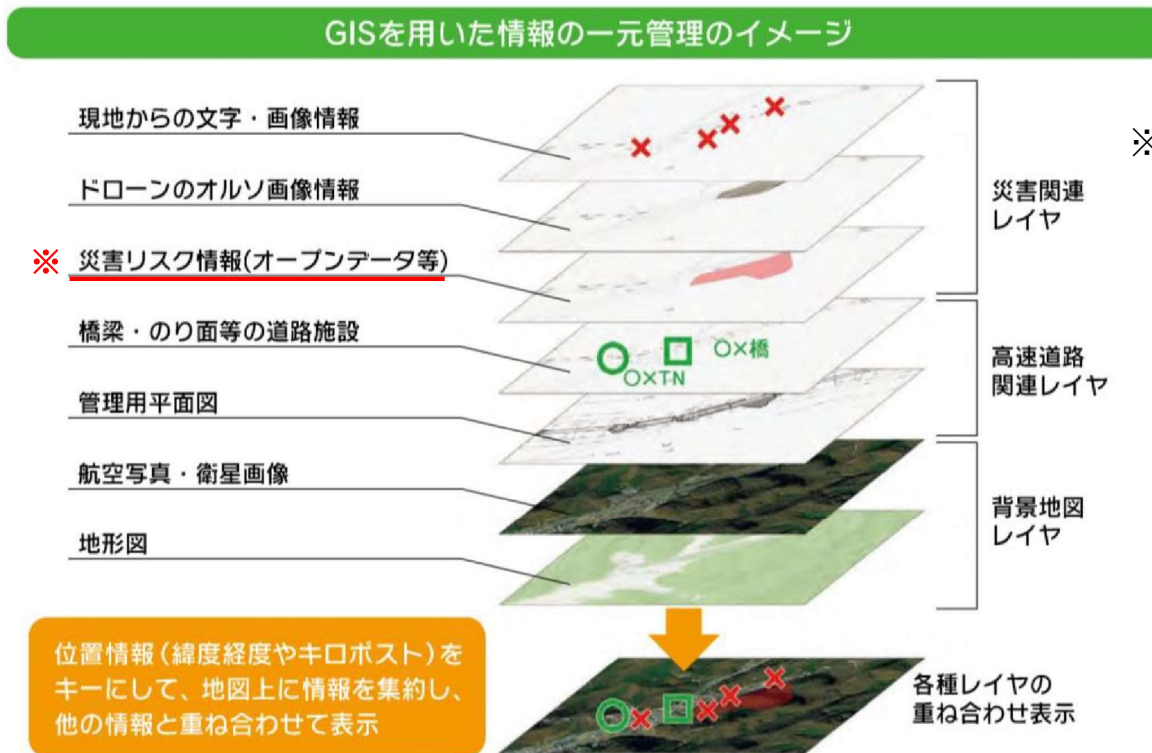 GISを用いた情報の一元管理のイメージ
現地からの文字・画像情報
ドローンのオルソ画像情報
※ 災害リスク情報(オープンデータ等)
橋梁・のり面等の道路施設
管理用平面図
航空写真・衛星画像
地形図
○×橋
○×TN
災害関連
レイヤ
※
高速道路
関連レイヤ
背景地図
レイヤ
位置情報(緯度経度やキロポスト)を
キーにして、地図上に情報を集約し、
他の情報と重ね合わせて表示
各種レイヤの
重ね合わせ表示